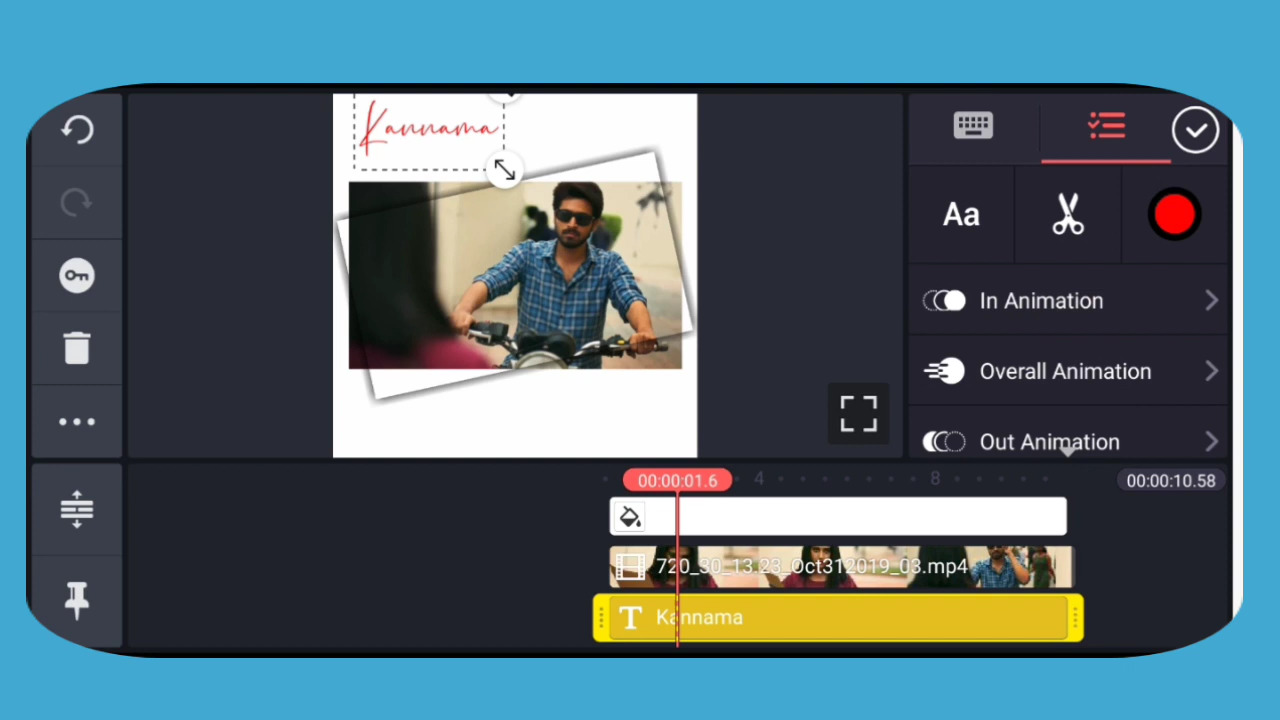 Kannama
Aa
In Animation
Overall Animation
Out Animation
00:00:01.6
4
8
00:00:10.58
720_30_13.23_Oct312019_03.mp4
T Kannama